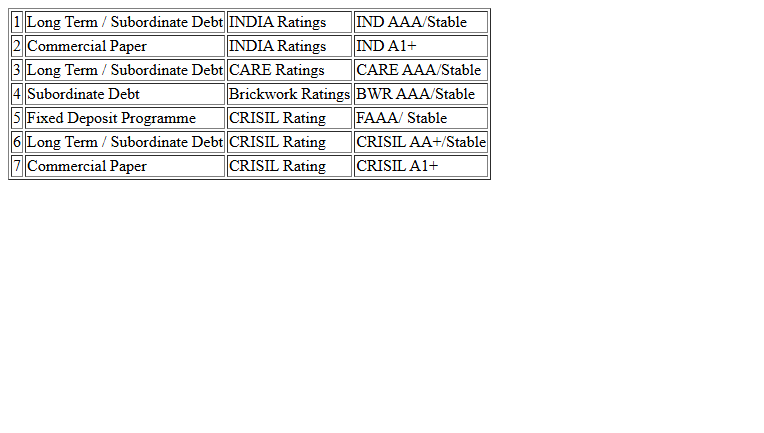 1 Long Term / Subordinate Debt INDIA Ratings IND AAA/Stable
2 Commercial Paper INDIA Ratings IND A1+
3 Long Term / Subordinate Debt CARE Ratings CARE AAA/Stable
4 Subordinate Debt Brickwork Ratings BWR AAA/Stable
5 Fixed Deposit Programme CRISIL Rating FAAA/ Stable
6 Long Term / Subordinate Debt CRISIL Rating CRISIL AA+/Stable
7 Commercial Paper CRISIL Rating CRISIL A1+